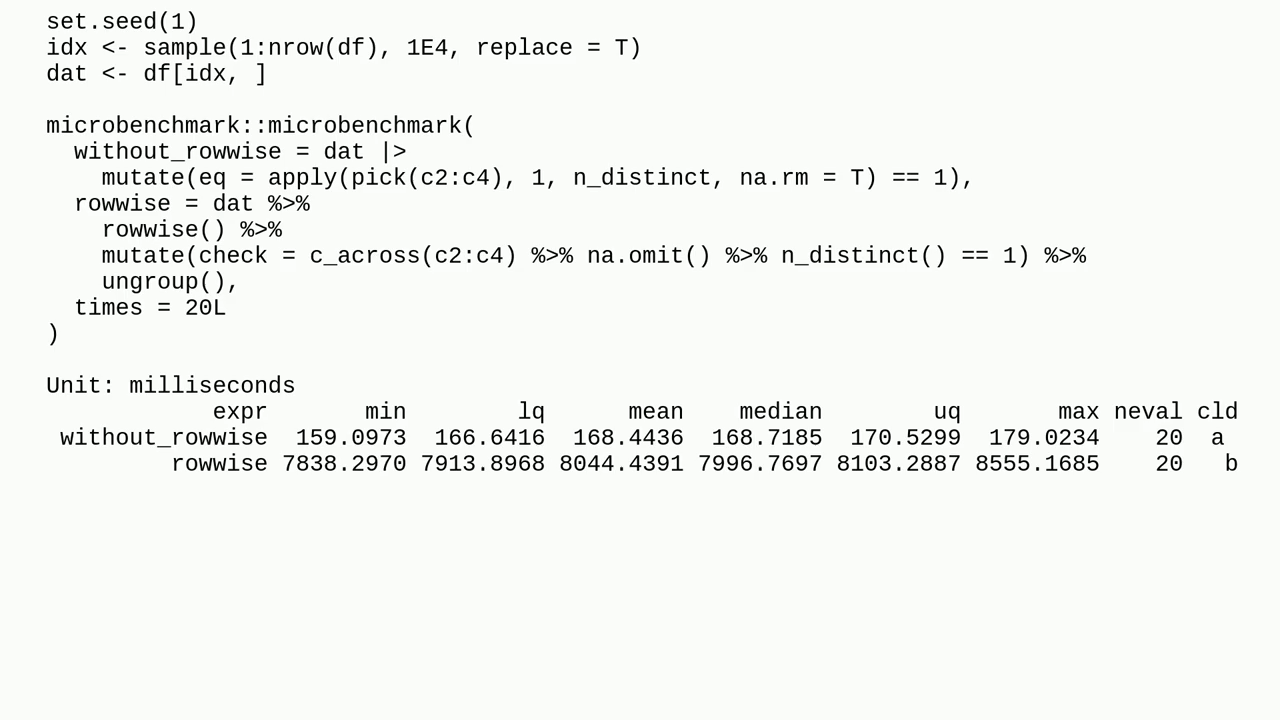 set.seed(1)
idx <- sample(1:nrow(df), 1E4, replace = T)
dat <- df[idx, ]

microbenchmark::microbenchmark(
  without_rowwise = dat |>
    mutate(eq = apply(pick(c2:c4), 1, n_distinct, na.rm = T) == 1),
  rowwise = dat %>%
    rowwise() %>%
    mutate(check = c_across(c2:c4) %>% na.omit() %>% n_distinct() == 1) %>%
    ungroup(),
  times = 20L
)

Unit: milliseconds
            expr       min        lq      mean    median        uq       max neval cld
 without_rowwise  159.0973  166.6416  168.4436  168.7185  170.5299  179.0234    20  a
         rowwise 7838.2970 7913.8968 8044.4391 7996.7697 8103.2887 8555.1685    20   b